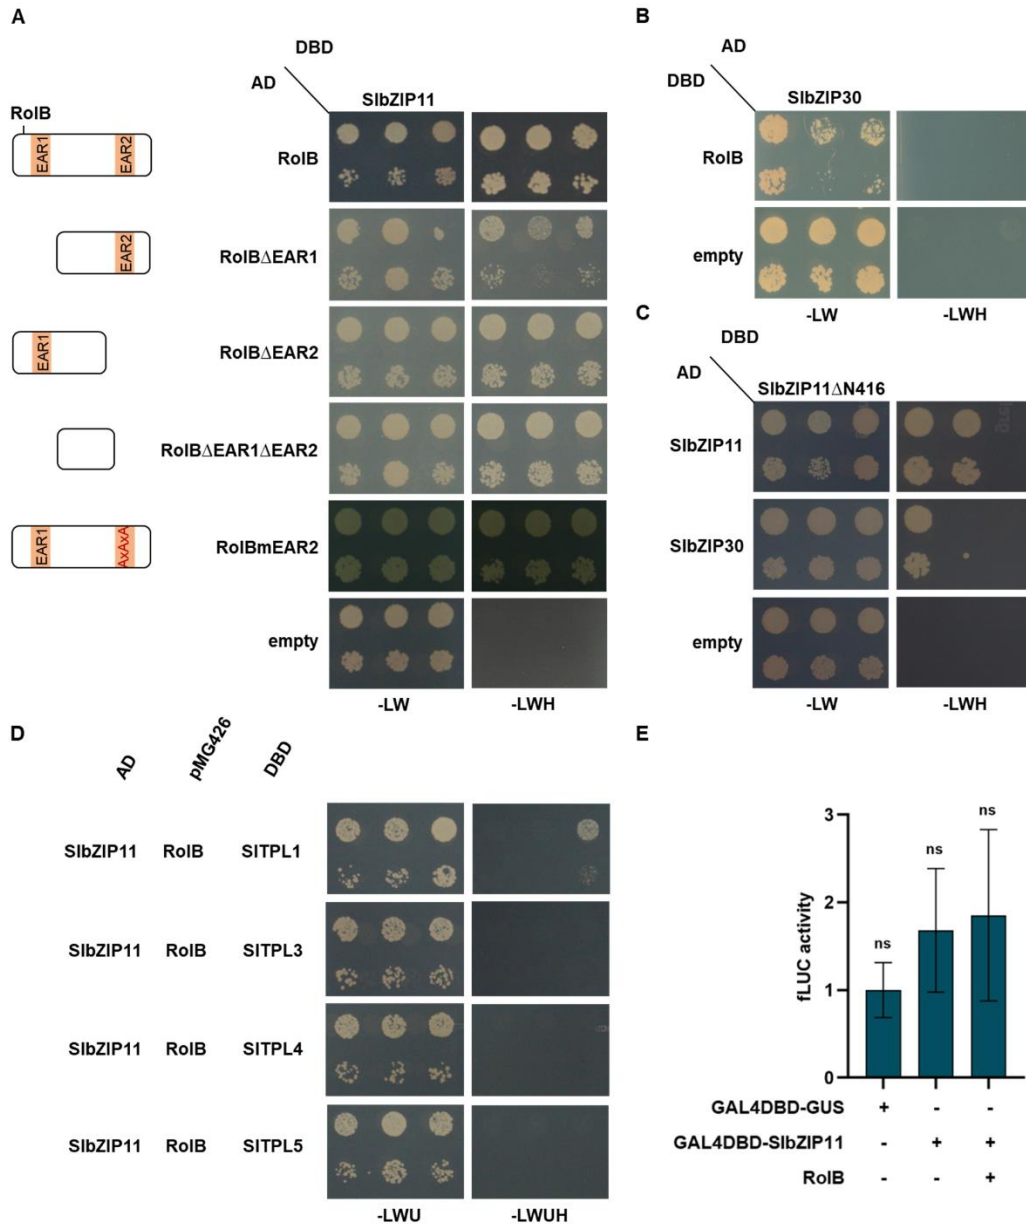 A
DBD
AD
SlbZIP11
RolB
EAR1
EAR2
RolB
EAR2
RolBΔEAR1
EAR1
RolBΔEAR2
RolBΔEAR1ΔEAR2
EAR1
AxAxA
RolBmEAR2
empty
-LW
-LWH
B
AD
DBD
SlbZIP30
RolB
empty
-LW
-LWH
C
DBD
AD
SlbZIP11ΔN416
SlbZIP11
SlbZIP30
empty
-LW
-LWH
D
AD
pMG426
DBD
SlbZIP11 RolB SlTPL1
SlbZIP11 RolB SlTPL3
SlbZIP11 RolB SlTPL4
SlbZIP11 RolB SlTPL5
-LWU
-LWUH
E
fLUC activity
3
2
1
0
ns
ns
ns
GAL4DBD-GUS + - -
GAL4DBD-SlbZIP11 - + +
RolB - - +